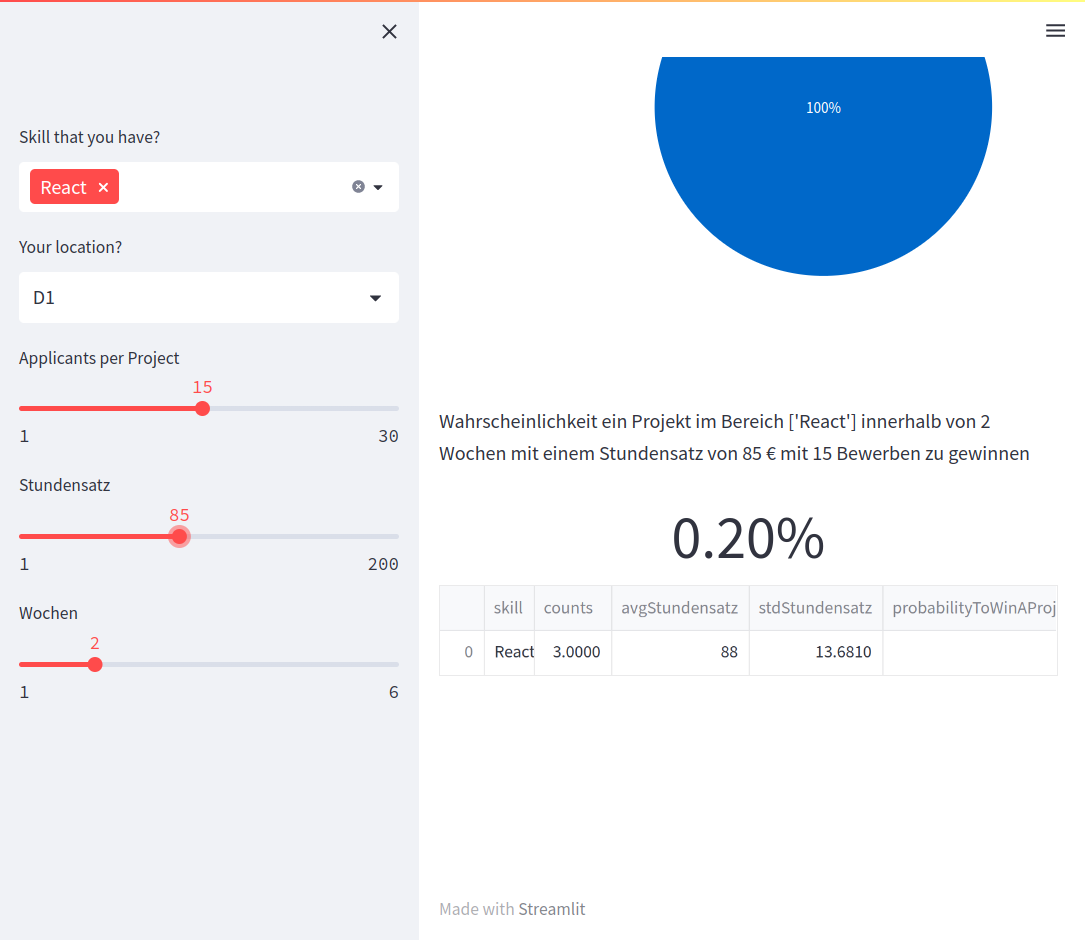 Skill that you have?
React
Your location?
D1
Applicants per Project
15
1 30
Stundensatz
85
1 200
Wochen
2
1 6
100%
Wahrscheinlichkeit ein Projekt im Bereich ['React'] innerhalb von 2
Wochen mit einem Stundensatz von 85 € mit 15 Bewerben zu gewinnen
0.20%
skill counts avgStundensatz stdStundensatz probabilityToWinAProj
0 React 3.0000 88 13.6810
Made with Streamlit